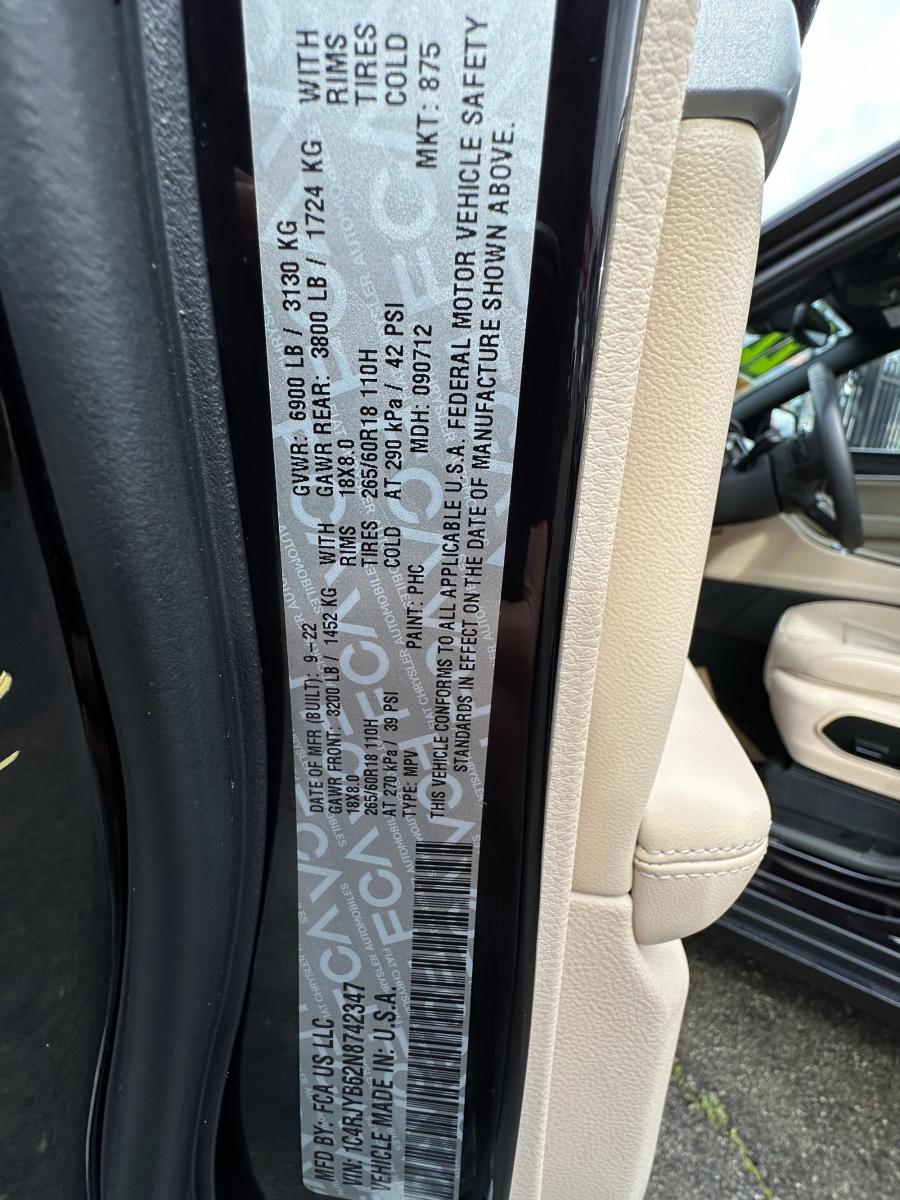 MFD BY: FCA US LLC
DATE OF MFR (BUILT): 9-22
GVWR: 6900 LB / 3130 KG
VIN: 1C4RJYB62N8742347
GAWR FRONT: 3200 LB / 1452 KG WITH
GAWR REAR: 3800 LB / 1724 KG WITH
VEHICLE MADE IN: U.S.A.
18X8.0 RIMS
18X8.0 RIMS
265/60R18 110H TIRES
265/60R18 110H TIRES
AT 270 kPa / 39 PSI COLD
AT 290 kPa / 42 PSI COLD
TYPE: MPV PAINT: PHC MDH: 090712 MKT: 875
THIS VEHICLE CONFORMS TO ALL APPLICABLE U.S.A. FEDERAL MOTOR VEHICLE SAFETY
STANDARDS IN EFFECT ON THE DATE OF MANUFACTURE SHOWN ABOVE.